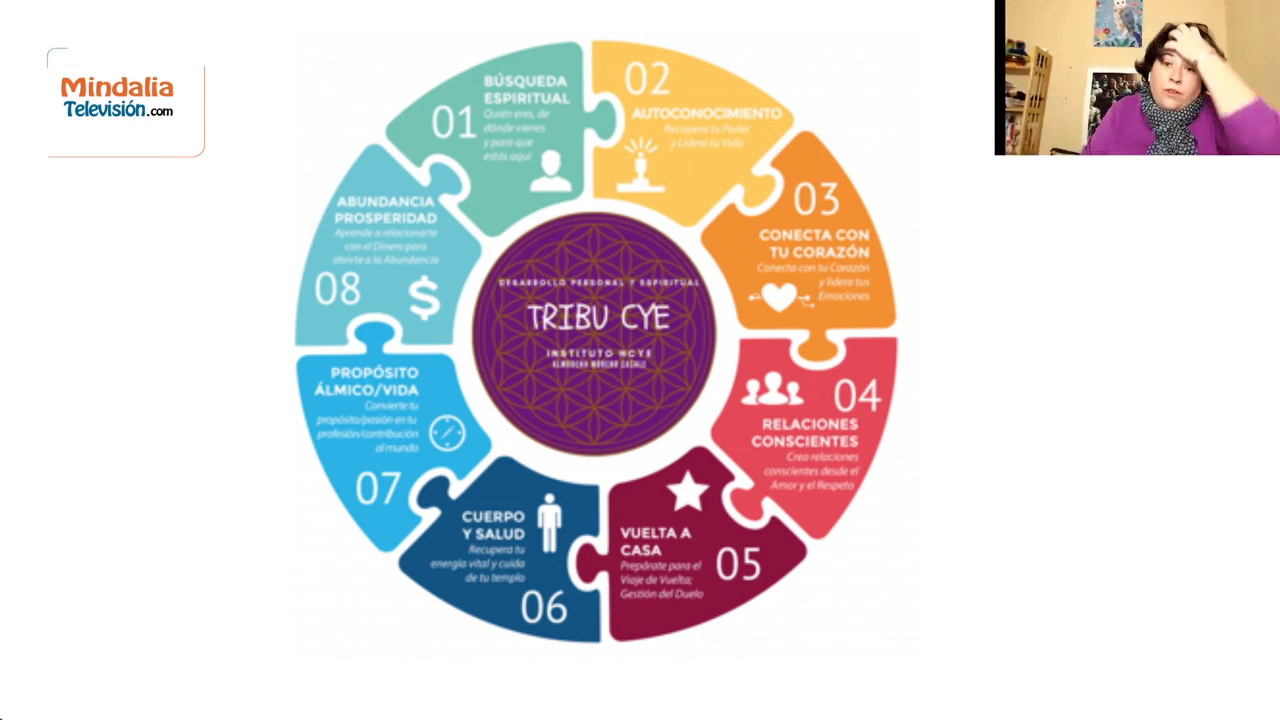 Mindalia
Televisión.com
01
BÚSQUEDA
ESPIRITUAL
Quién eres, de
dónde vienes
y para que
estás aquí
02
AUTOCONOCIMIENTO
Recupera tu Poder
y Lidera tu Vida
03
CONECTA CON
TU CORAZÓN
Conecta con tu Corazón
y lidera tus
Emociones
04
RELACIONES
CONSCIENTES
Crea relaciones
conscientes desde el
Amor y el Respeto
VUELTA A
CASA
Prepárate para el
Viaje de Vuelta;
Gestión del Duelo
05
CUERPO
Y SALUD
Recupera tu
energía vital y cuida
de tu templo
06
PROPÓSITO
ÁLMICO/VIDA
Convierte tu
propósito/pasión en tu
profesión/contribución
al mundo
07
ABUNDANCIA
PROSPERIDAD
Aprende a relacionarte
con el Dinero para
abrirte a la Abundancia
08
$
DESARROLLO PERSONAL Y ESPIRITUAL
TRIBU CYE
INSTITUTO HCYE